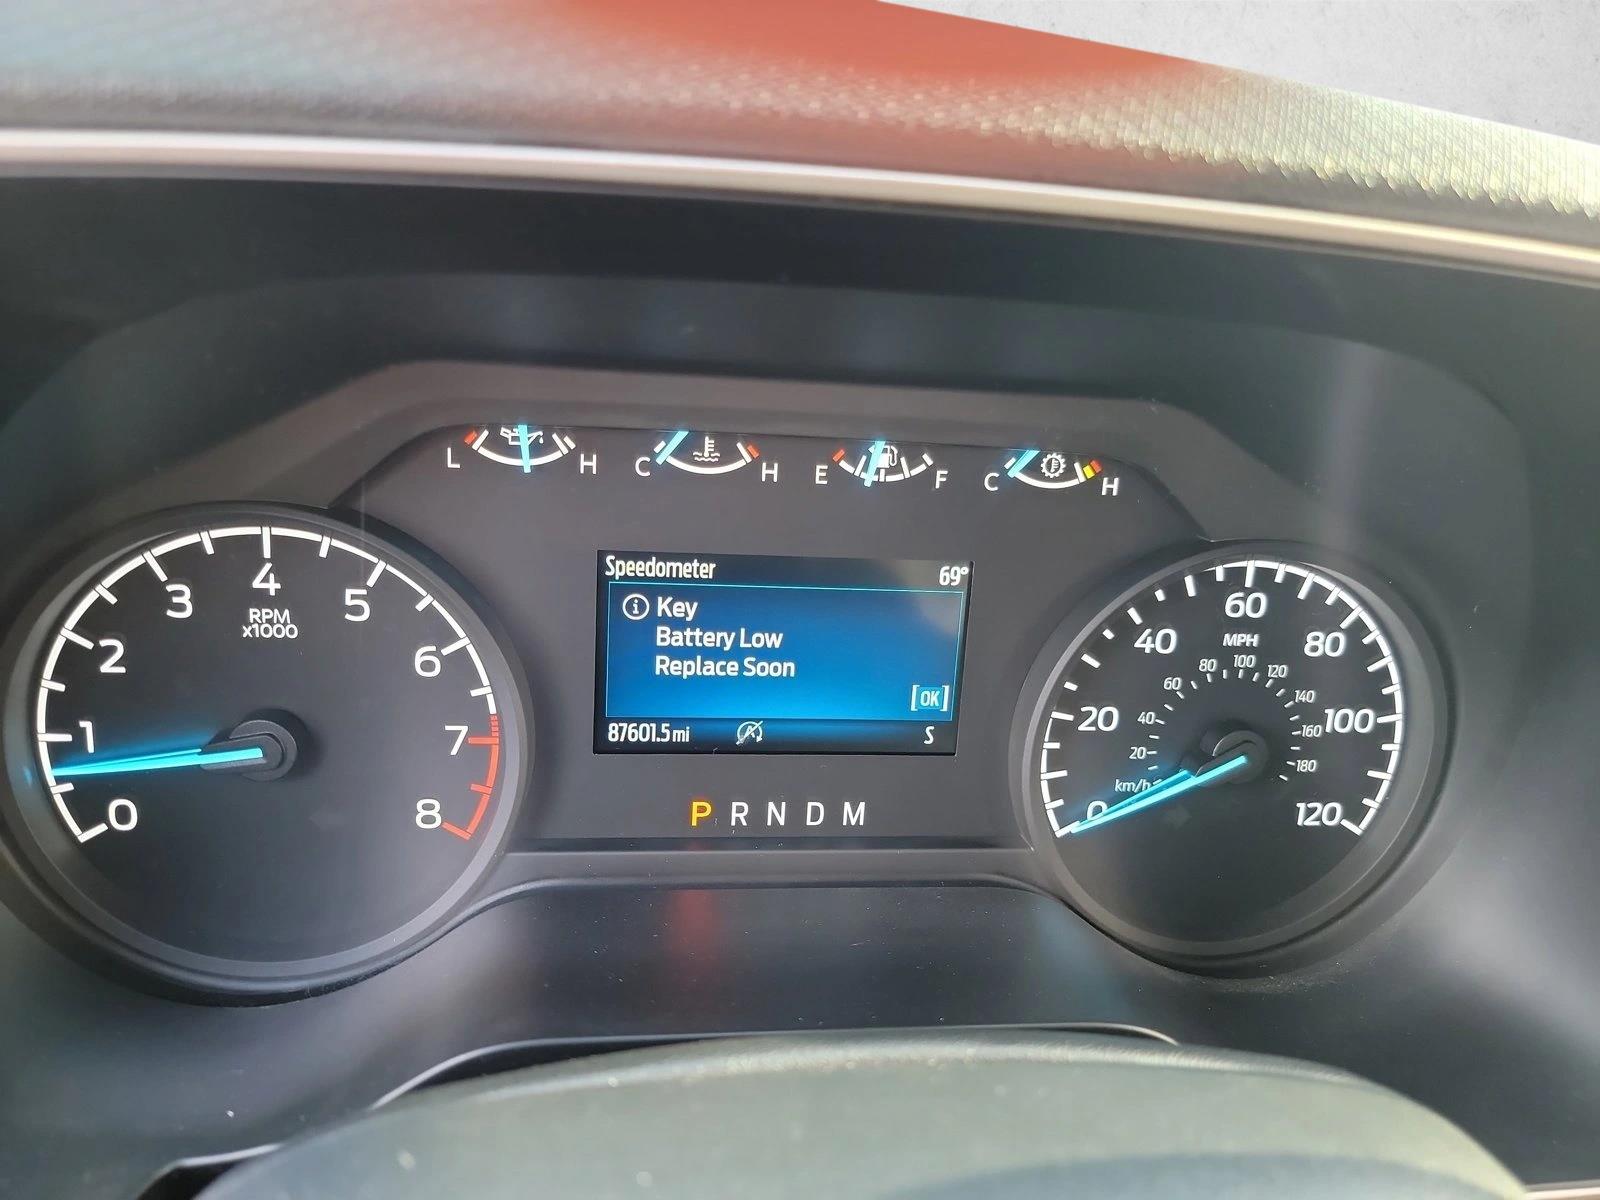 L H C H E F C H
Speedometer 69°
Key
Battery Low
Replace Soon
[OK]
87601.5 mi S
P R N D M
0 1 2 3 4 5 6 7 8
RPM
x1000
0 20 40 60 80 100 120
MPH
20 40 60 80 100 120 140 160 180
km/h